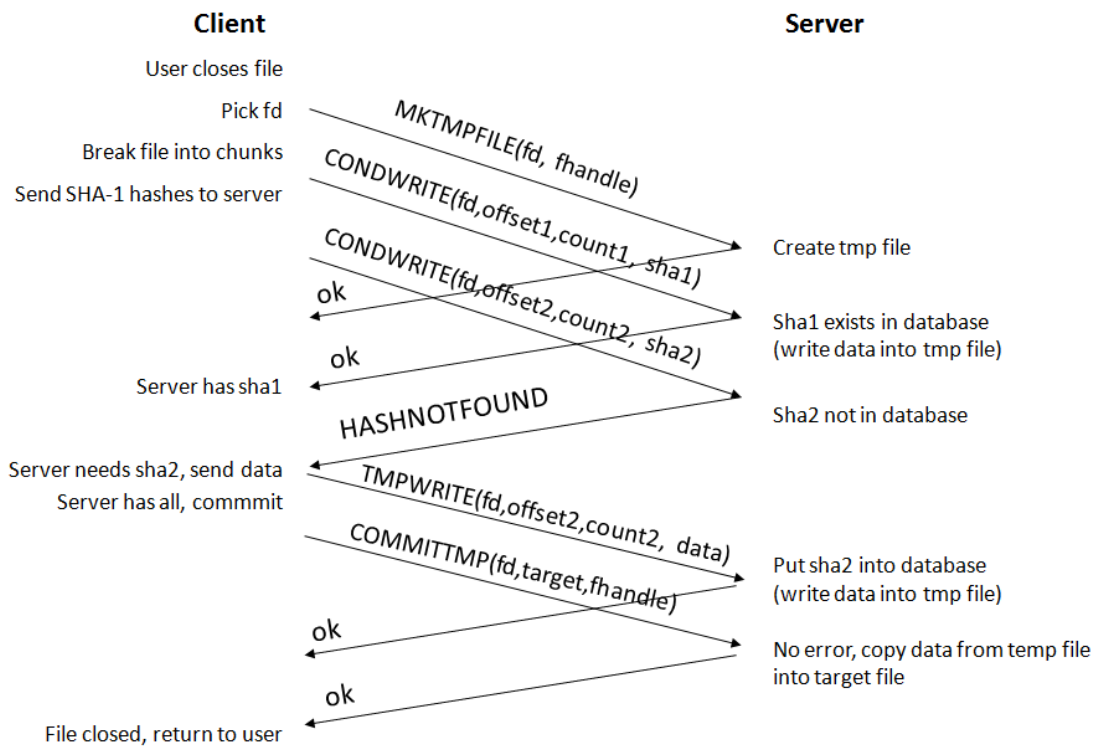 Client
Server
User closes file
Pick fd
MKTMPFILE(fd, fhandle)
Break file into chunks
CONDWRITE(fd,offset1,count1, sha1)
Send SHA-1 hashes to server
Create tmp file
CONDWRITE(fd,offset2,count2, sha2)
ok
Sha1 exists in database
(write data into tmp file)
ok
Server has sha1
HASHNOTFOUND
Sha2 not in database
Server needs sha2, send data
TMPWRITE(fd,offset2,count2, data)
Server has all, commmit
COMMITTMP(fd,target,fhandle)
Put sha2 into database
(write data into tmp file)
ok
No error, copy data from temp file
into target file
ok
File closed, return to user